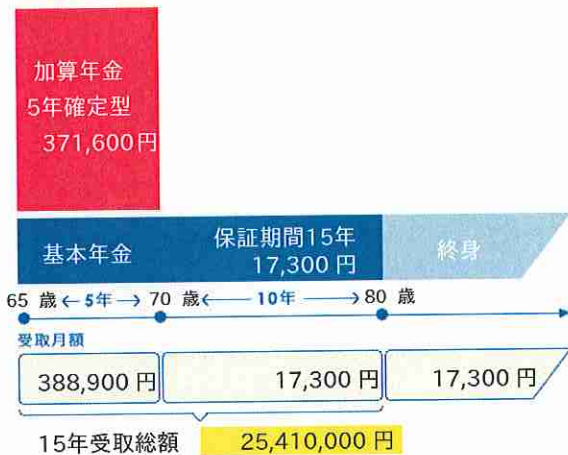 加算年金
5年確定型
371,600円
基本年金
保証期間15年
17,300 円
終身
65 歳 ←5年→ 70 歳 ←10年→ 80 歳
受取月額
388,900 円 17,300 円 17,300 円
15年受取総額 25,410,000 円